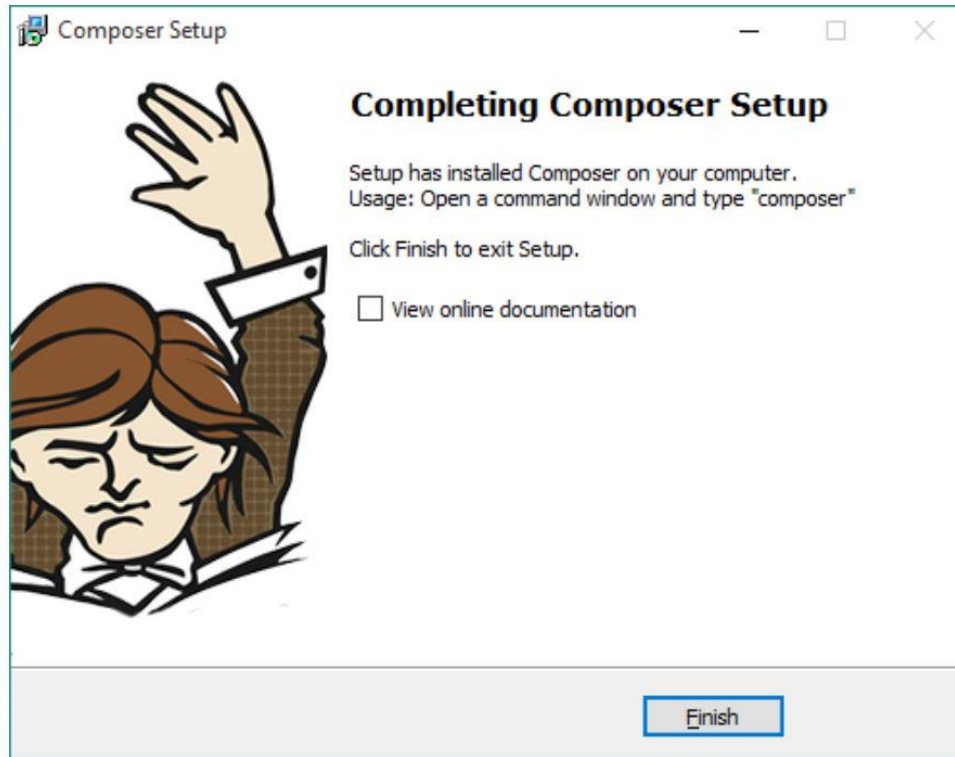 Composer Setup
Completing Composer Setup
Setup has installed Composer on your computer.
Usage: Open a command window and type "composer"
Click Finish to exit Setup.
View online documentation
Finish